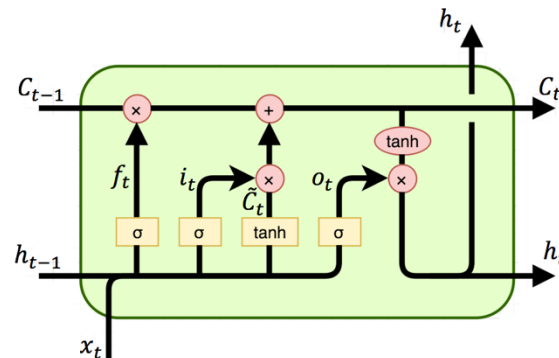 h_t
C_{t-1}
×
+
C_t
tanh
f_t
i_t
×
o_t
×
C̃_t
σ
σ
tanh
σ
h_{t-1}
h
x_t